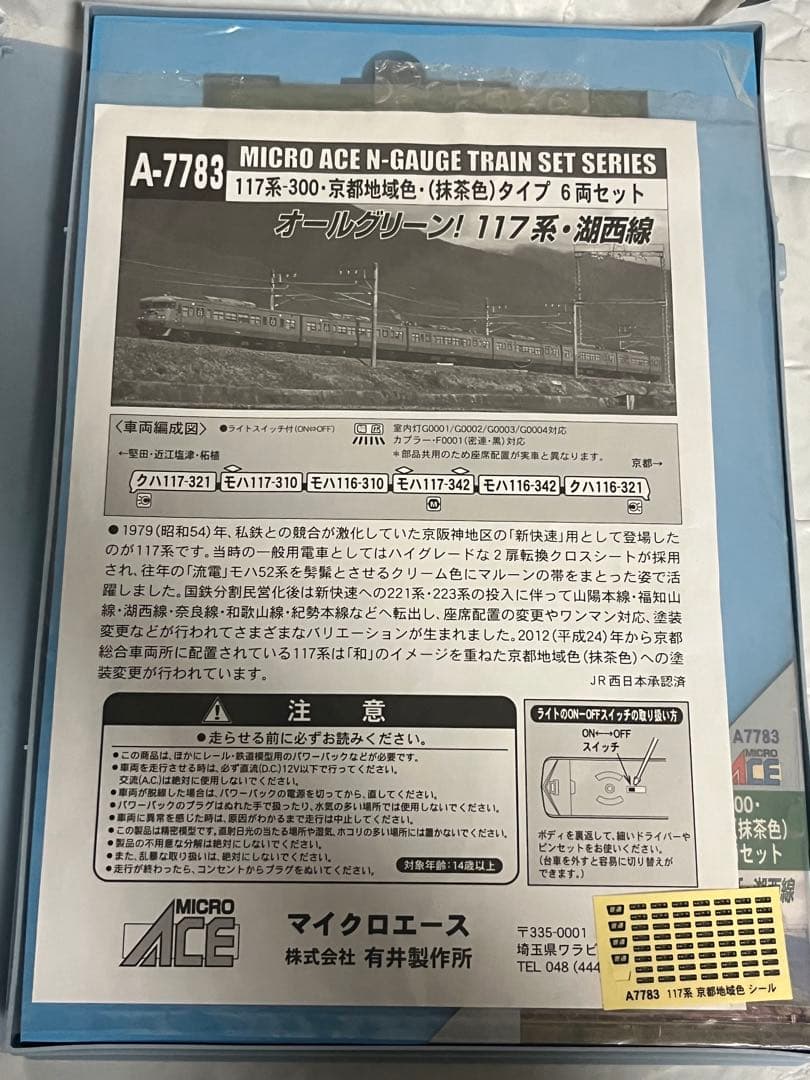 A-7783
MICRO ACE N-GAUGE TRAIN SET SERIES
117系-300・京都地域色・(抹茶色)タイプ 6両セット
オールグリーン! 117系・湖西線
〈車両編成図〉
●ライトスイッチ付(ON⇔OFF)
室内灯G0001/G0002/G0003/G0004対応
カプラー・F0001(密連・黒)対応
*部品共用のため座席配置が実車と異なります。
←堅田・近江塩津・柘植
京都→
クハ117-321 モハ117-310 モハ116-310 モハ117-342 モハ116-342 クハ116-321
M
●1979(昭和54)年、私鉄との競合が激化していた京阪神地区の「新快速」用として登場した
のが117系です。当時の一般用電車としてはハイグレードな2扉転換クロスシートが採用
され、往年の「流電」モハ52系を髣髴とさせるクリーム色にマルーンの帯をまとった姿で活
躍しました。国鉄分割民営化後は新快速への221系・223系の投入に伴って山陽本線・福知山
線・湖西線・奈良線・和歌山線・紀勢本線などへ転出し、座席配置の変更やワンマン対応、塗装
変更などが行われてさまざまなバリエーションが生まれました。2012(平成24)年から京都
総合車両所に配置されている117系は「和」のイメージを重ねた京都地域色(抹茶色)への塗
装変更が行われています。
JR西日本承認済
注意
●走らせる前に必ずお読みください。
●この商品は、ほかにレール・鉄道模型用のパワーパックなどが必要です。
●車両を走行させる時は、必ず直流(D.C.)12V以下で行ってください。
交流(A.C.)は絶対に使用しないでください。
●車両が脱線した場合は、パワーパックの電源を切ってから、直してください。
●パワーパックのプラグはぬれた手で扱ったり、水気の多い場所では使用しないでください。
●車両に異常を感じた時は、原因がわかるまで走行は中止してください。
●この製品は精密模型です。直射日光の当たる場所や湿気、ホコリの多い場所には置かないでください。
●製品の不用意な分解は絶対にしないでください。
●また、乱暴な取り扱いは、絶対にしないでください。
●走行が終わったら、コンセントからプラグをぬいてください。
対象年齢:14歳以上
ライトのON-OFFスイッチの取り扱い方
ON←→OFF
スイッチ
ボディを裏返して、細いドライバーや
ピンセットをお使いください。
(台車を外すと容易に切り替えが
できます。)
MICRO
ACE
マイクロエース
株式会社 有井製作所
〒335-0001
埼玉県ワラビ
TEL 048 (444
A7783
MICRO
ACE
00・
抹茶色)
セット
湖西線
A7783 117系 京都地域色 シール